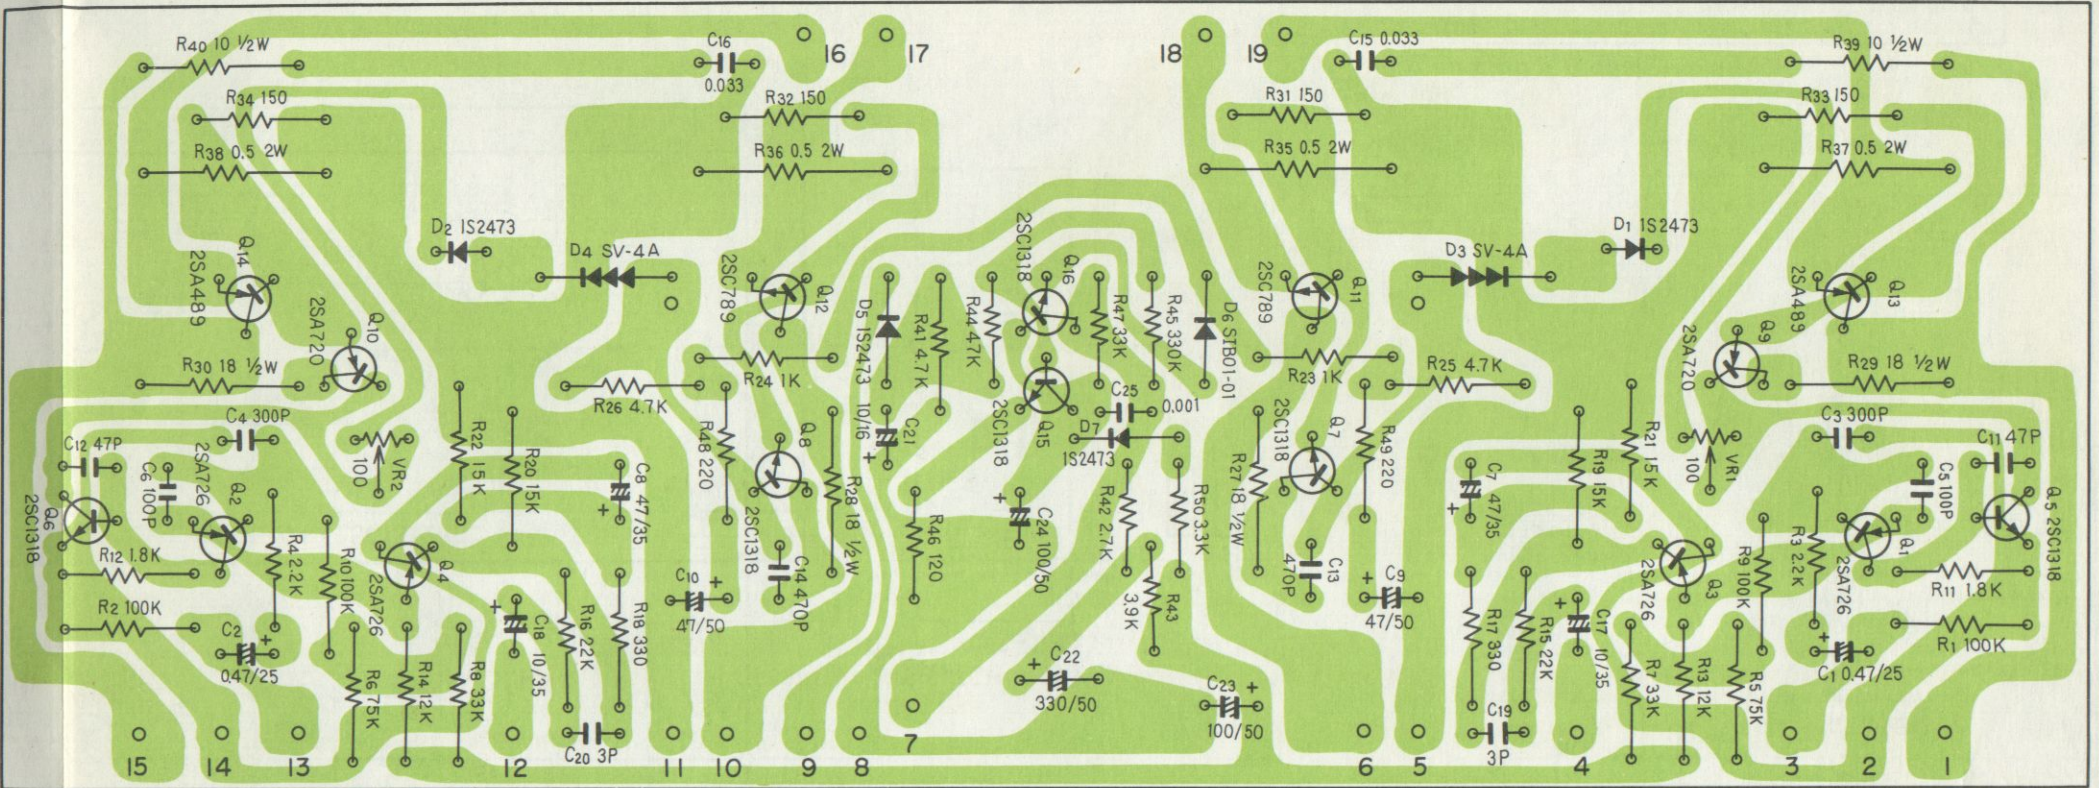 R40 10 ½W
C16
0.033
16
17
18
19
C15 0.033
R39 10 ½W
R34 150
R32 150
R31 150
R33 150
R38 0.5 2W
R36 0.5 2W
R35 0.5 2W
R37 0.5 2W
D2 1S2473
D4 SV-4A
D3 SV-4A
D1 1S2473
Q14
2SA489
Q10
2SA720
2SC789
Q12
D5 1S2473
R41 4.7K
R44 47K
2SC1318
Q16
R47 33K
R45 330K
D6 SIB01-01
2SC789
Q11
2SA720
Q9
2SA489
Q13
R30 18 ½W
R26 4.7K
R24 1K
R23 1K
R25 4.7K
R29 18 ½W
C12 47P
C4 300P
C6 100P
2SA726
Q2
100
VR2
R22 15K
R20 15K
C8 47/35
+
R48 220
Q8
2SC1318
R28 18 ½W
10/16
C21
+
2SC1318
Q15
C25
0.001
D7
1S2473
R27 18 ½W
2SC1318
Q7
R49 220
C7 47/35
+
R19 15K
R21 15K
100
VR1
C3 300P
C11 47P
C5 100P
Q6
2SC1318
R12 1.8K
R4 2.2K
R10 100K
2SA726
Q4
C10
+
47/50
C14 470P
R46 120
+
C24 100/50
R42 2.7K
R50 3.3K
3.9K
R43
470P
C13
C9
+
47/50
2SA726
Q3
R9 100K
R3 2.2K
2SA726
Q1
Q5 2SC1318
R11 1.8K
R2 100K
C2
+
0.47/25
R6 75K
R14 12K
R8 33K
+
C18 10/35
R16 22K
R18 330
C22
+
330/50
C23
+
100/50
R17 330
R15 22K
+
C17 10/35
R7 33K
R13 12K
R5 75K
+
C1 0.47/25
R1 100K
C20 3P
C19
3P
15
14
13
12
11
10
9
8
7
6
5
4
3
2
1